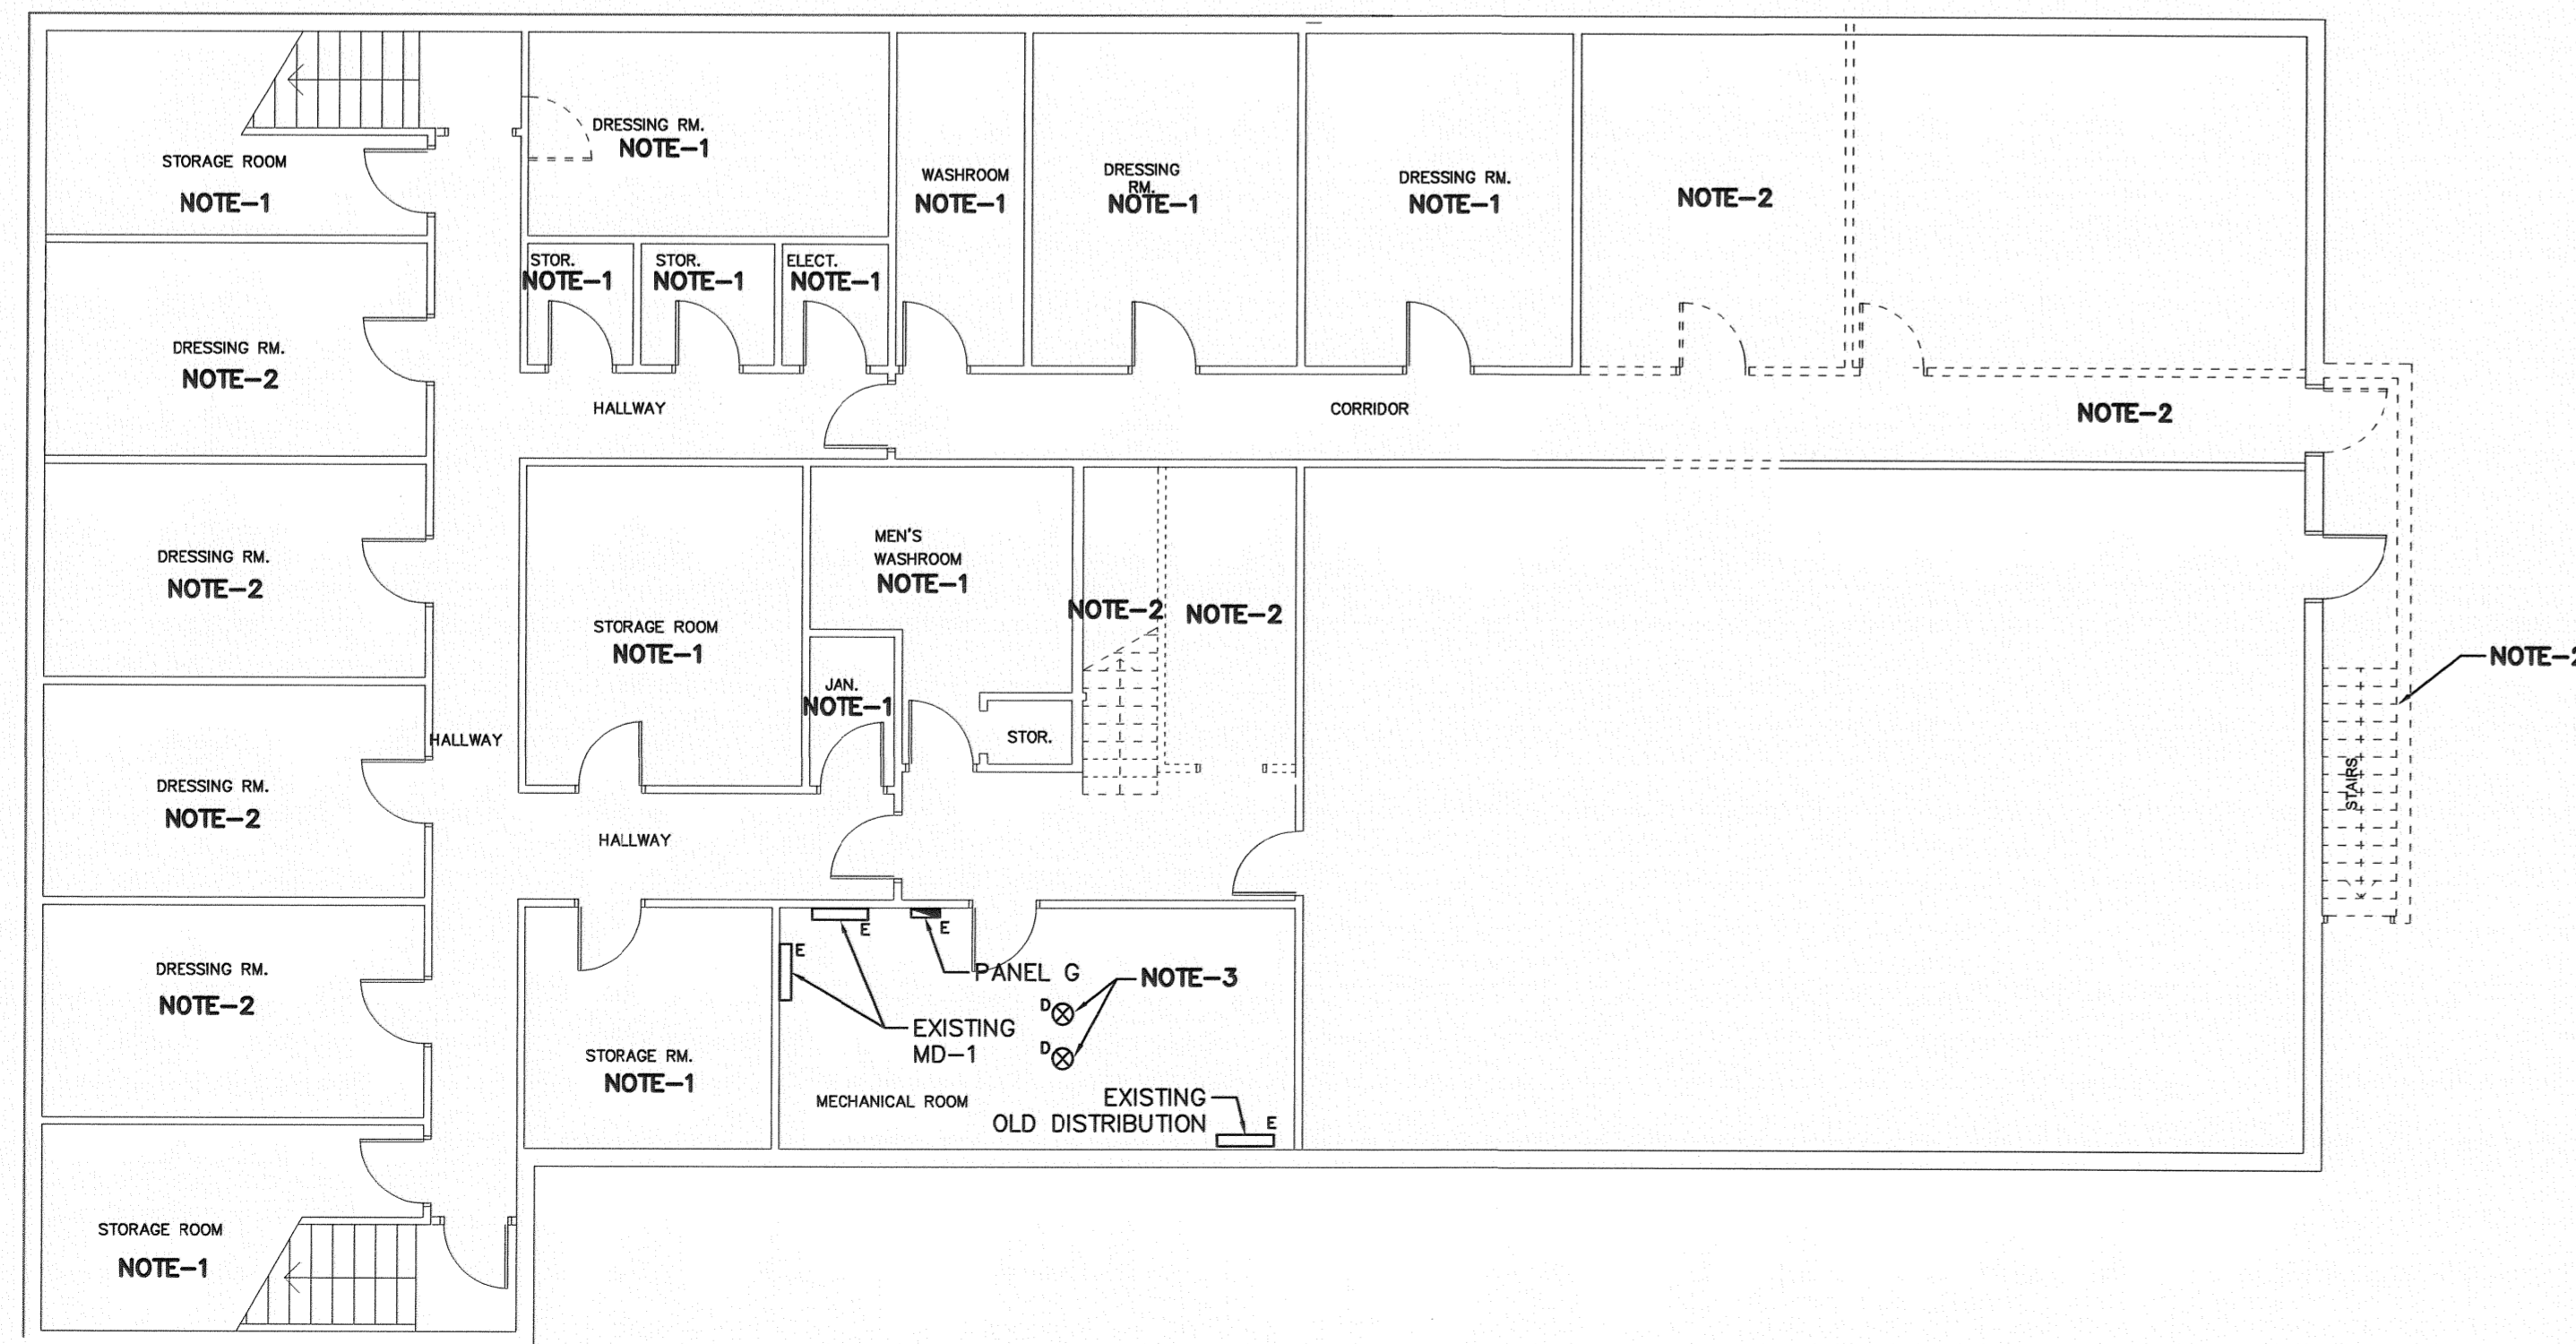 DRESSING RM.
NOTE-1
STORAGE ROOM
NOTE-1
WASHROOM
NOTE-1
DRESSING
RM.
NOTE-1
DRESSING RM.
NOTE-1
NOTE-2
STOR.
NOTE-1
STOR.
NOTE-1
ELECT.
NOTE-1
DRESSING RM.
NOTE-2
HALLWAY
CORRIDOR
NOTE-2
DRESSING RM.
NOTE-2
MEN'S
WASHROOM
NOTE-1
STORAGE ROOM
NOTE-1
NOTE-2
NOTE-2
NOTE-2
JAN.
NOTE-1
STOR.
HALLWAY
DRESSING RM.
NOTE-2
STAIRS
HALLWAY
DRESSING RM.
NOTE-2
E
E
E
PANEL G
NOTE-3
D
D
EXISTING
MD-1
STORAGE RM.
NOTE-1
MECHANICAL ROOM
EXISTING
OLD DISTRIBUTION
E
STORAGE ROOM
NOTE-1